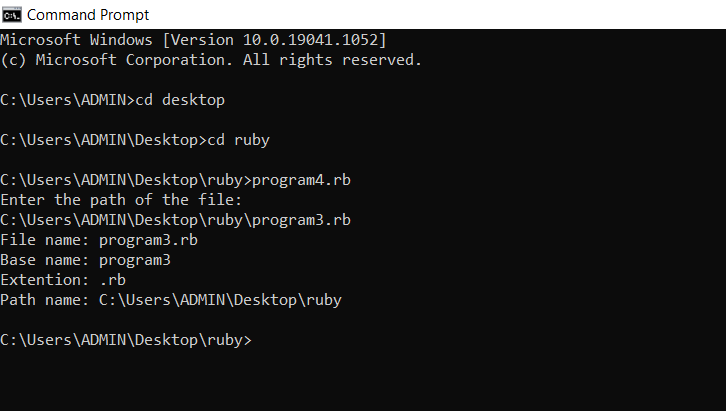 Command Prompt
Microsoft Windows [Version 10.0.19041.1052]
(c) Microsoft Corporation. All rights reserved.
C:\Users\ADMIN>cd desktop
C:\Users\ADMIN\Desktop>cd ruby
C:\Users\ADMIN\Desktop\ruby>program4.rb
Enter the path of the file:
C:\Users\ADMIN\Desktop\ruby\program3.rb
File name: program3.rb
Base name: program3
Extention: .rb
Path name: C:\Users\ADMIN\Desktop\ruby
C:\Users\ADMIN\Desktop\ruby>